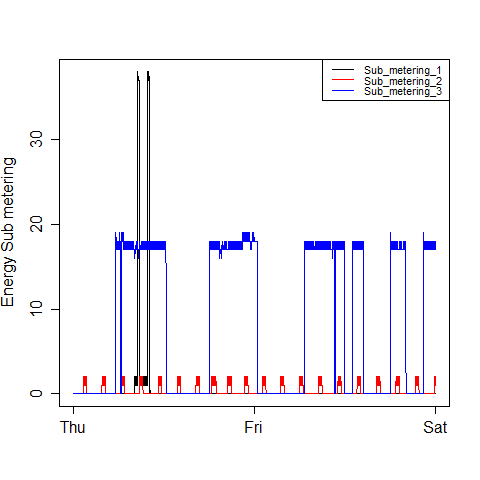 Sub_metering_1
Sub_metering_2
Sub_metering_3
Energy Sub metering
30
20
10
0
Thu Fri Sat